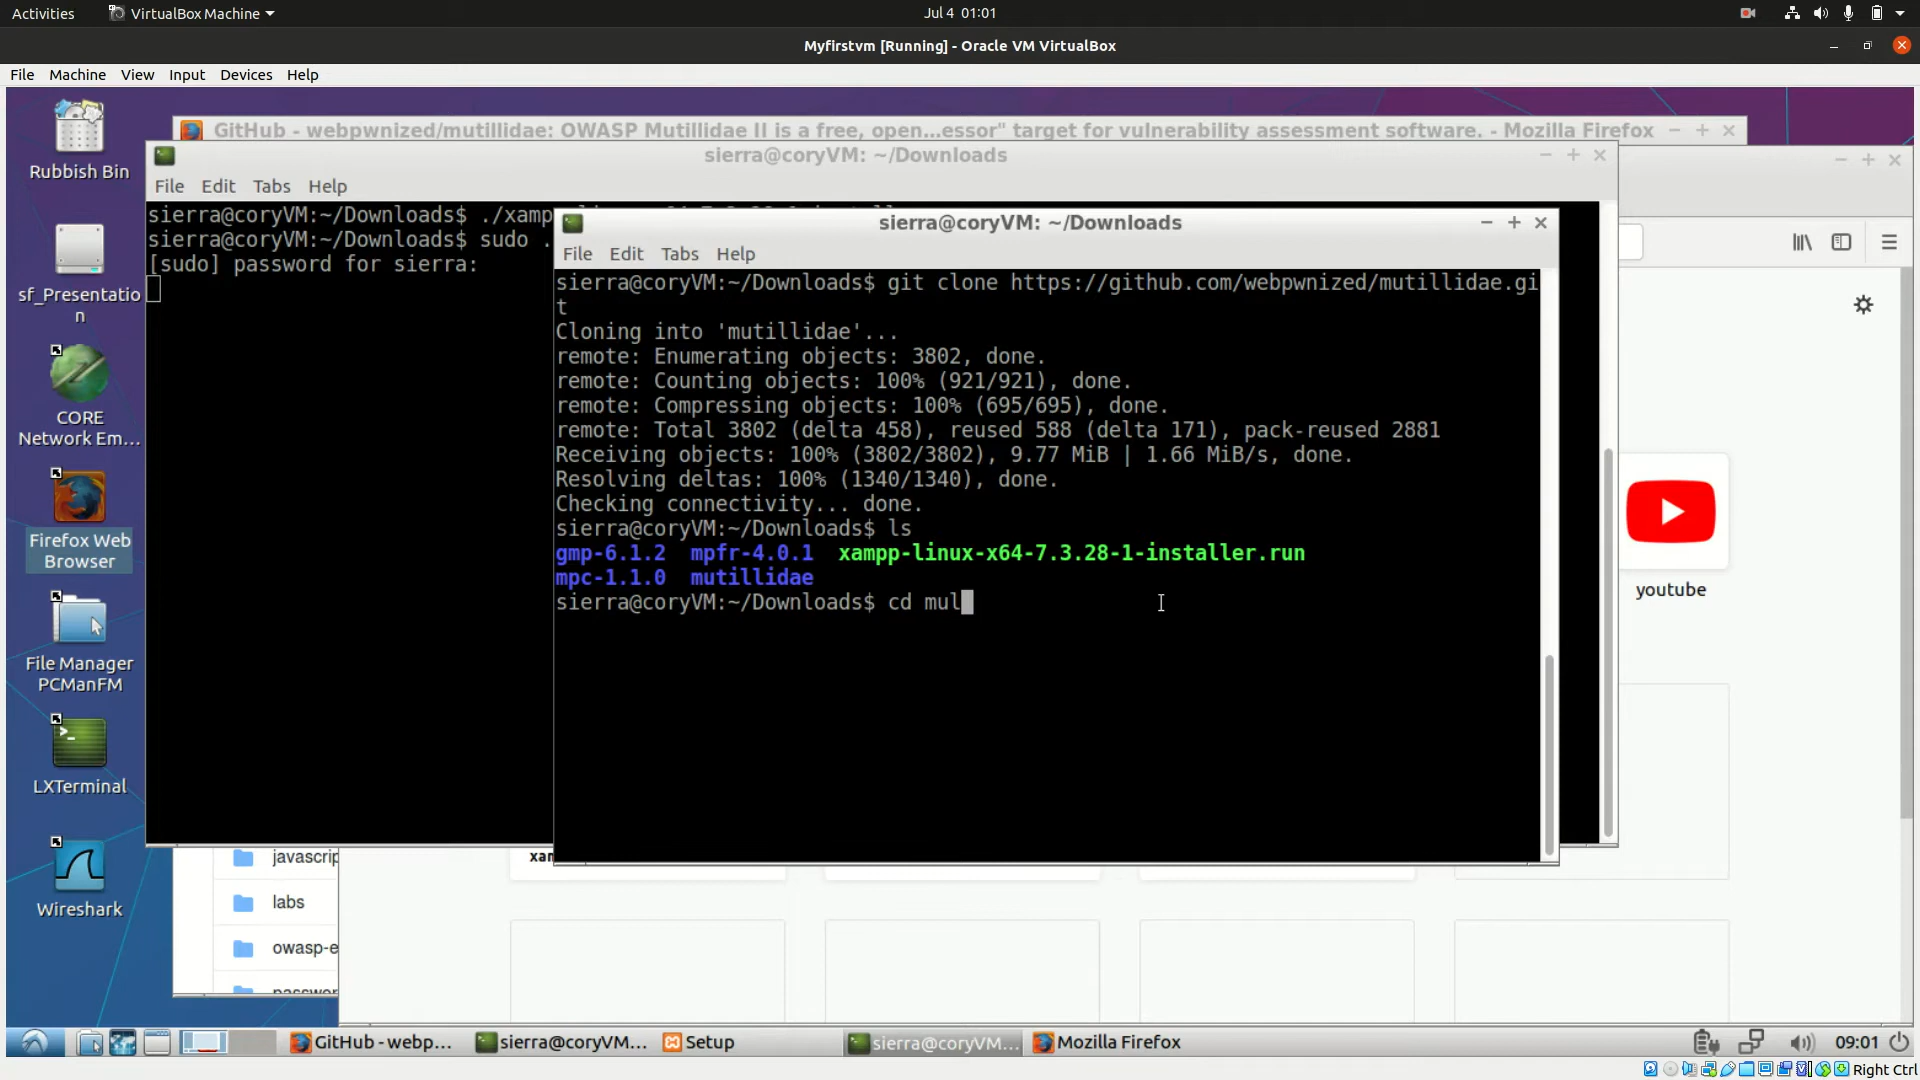 Activities
VirtualBox Machine
Jul 4 01:01
Myfirstvm [Running] - Oracle VM VirtualBox
File Machine View Input Devices Help
Rubbish Bin
sf_Presentatio
n
CORE
Network Em...
Firefox Web
Browser
File Manager
PCManFM
LXTerminal
Wireshark
GitHub - webpwnized/mutillidae: OWASP Mutillidae II is a free, open...essor" target for vulnerability assessment software. - Mozilla Firefox
sierra@coryVM: ~/Downloads
File Edit Tabs Help
sierra@coryVM:~/Downloads$ ./xamp
sierra@coryVM:~/Downloads$ sudo .
[sudo] password for sierra:
sierra@coryVM: ~/Downloads
File Edit Tabs Help
sierra@coryVM:~/Downloads$ git clone https://github.com/webpwnized/mutillidae.gi
t
Cloning into 'mutillidae'...
remote: Enumerating objects: 3802, done.
remote: Counting objects: 100% (921/921), done.
remote: Compressing objects: 100% (695/695), done.
remote: Total 3802 (delta 458), reused 588 (delta 171), pack-reused 2881
Receiving objects: 100% (3802/3802), 9.77 MiB | 1.66 MiB/s, done.
Resolving deltas: 100% (1340/1340), done.
Checking connectivity... done.
sierra@coryVM:~/Downloads$ ls
gmp-6.1.2 mpfr-4.0.1 xampp-linux-x64-7.3.28-1-installer.run
mpc-1.1.0 mutillidae
sierra@coryVM:~/Downloads$ cd mul
youtube
javascrip
xam
labs
owasp-e
GitHub - webp...
sierra@coryVM...
Setup
sierra@coryVM...
Mozilla Firefox
09:01
Right Ctrl